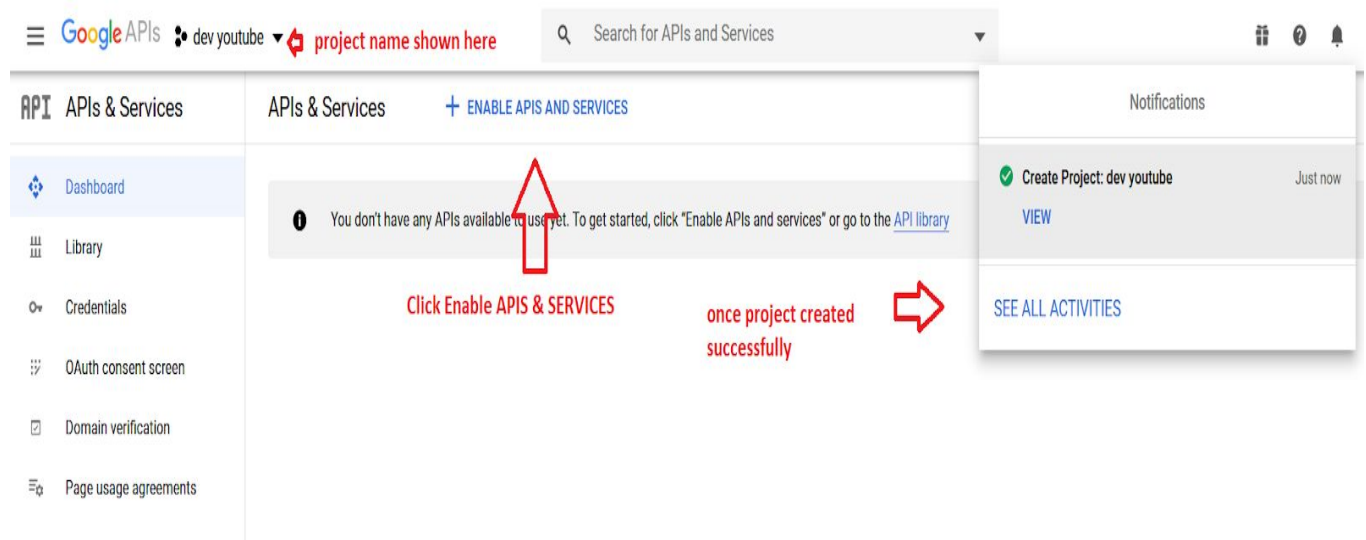 Google APIs dev youtube project name shown here Search for APIs and Services
API APIs & Services
APIs & Services + ENABLE APIS AND SERVICES
Notifications
Dashboard
Library
Credentials
OAuth consent screen
Domain verification
Page usage agreements
You don't have any APIs available to use yet. To get started, click "Enable APIs and services" or go to the API library
Click Enable APIS & SERVICES
once project created
successfully
Create Project: dev youtube Just now
VIEW
SEE ALL ACTIVITIES